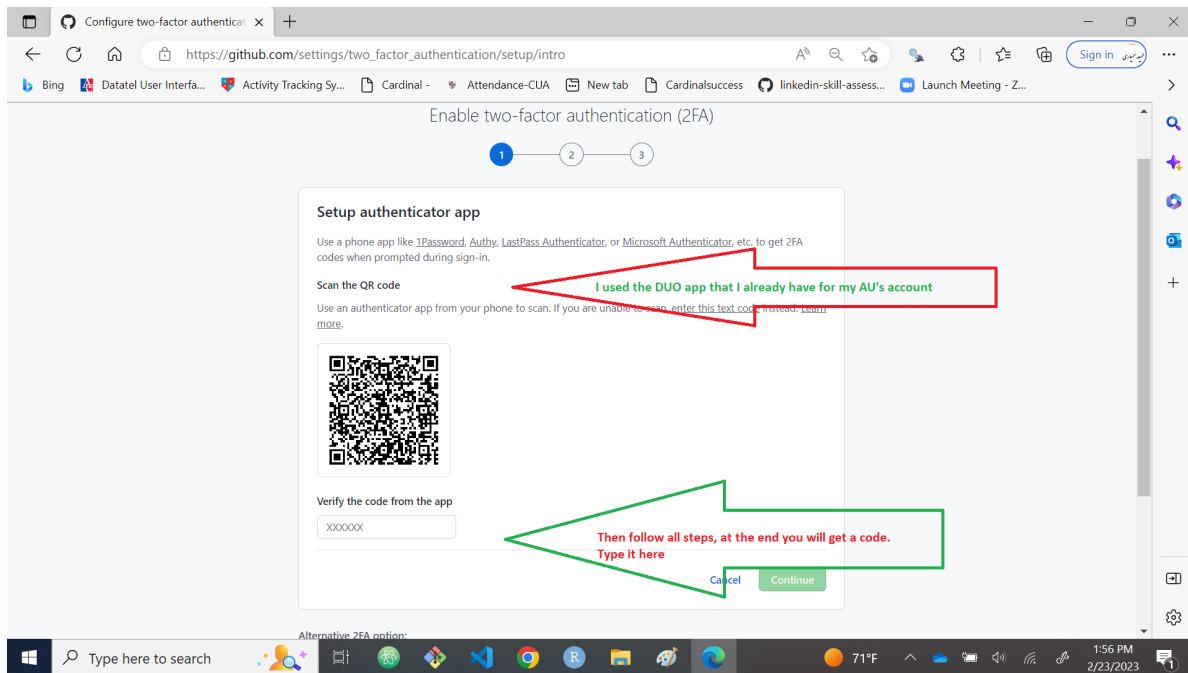 Configure two-factor authenticat
https://github.com/settings/two_factor_authentication/setup/intro
Sign in
Bing
Datatel User Interfa...
Activity Tracking Sy...
Cardinal -
Attendance-CUA
New tab
Cardinalsuccess
linkedin-skill-assess...
Launch Meeting - Z...
Enable two-factor authentication (2FA)
1
2
3
Setup authenticator app
Use a phone app like 1Password, Authy, LastPass Authenticator, or Microsoft Authenticator, etc. to get 2FA
codes when prompted during sign-in.
Scan the QR code
I used the DUO app that I already have for my AU's account
Use an authenticator app from your phone to scan. If you are unable to scan, enter this text code instead. Learn
more.
Verify the code from the app
XXXXXX
Then follow all steps, at the end you will get a code.
Type it here
Cancel
Continue
Alternative 2FA option:
Type here to search
R
71°F
1:56 PM
2/23/2023
1